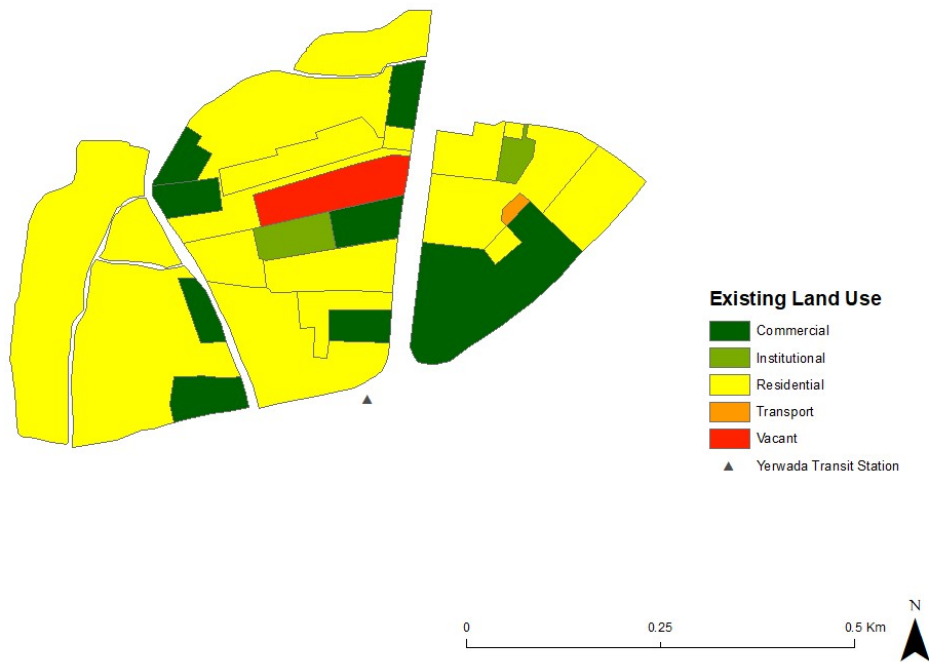 Existing Land Use
Commercial
Institutional
Residential
Transport
Vacant
Yerwada Transit Station
N
0 0.25 0.5 Km